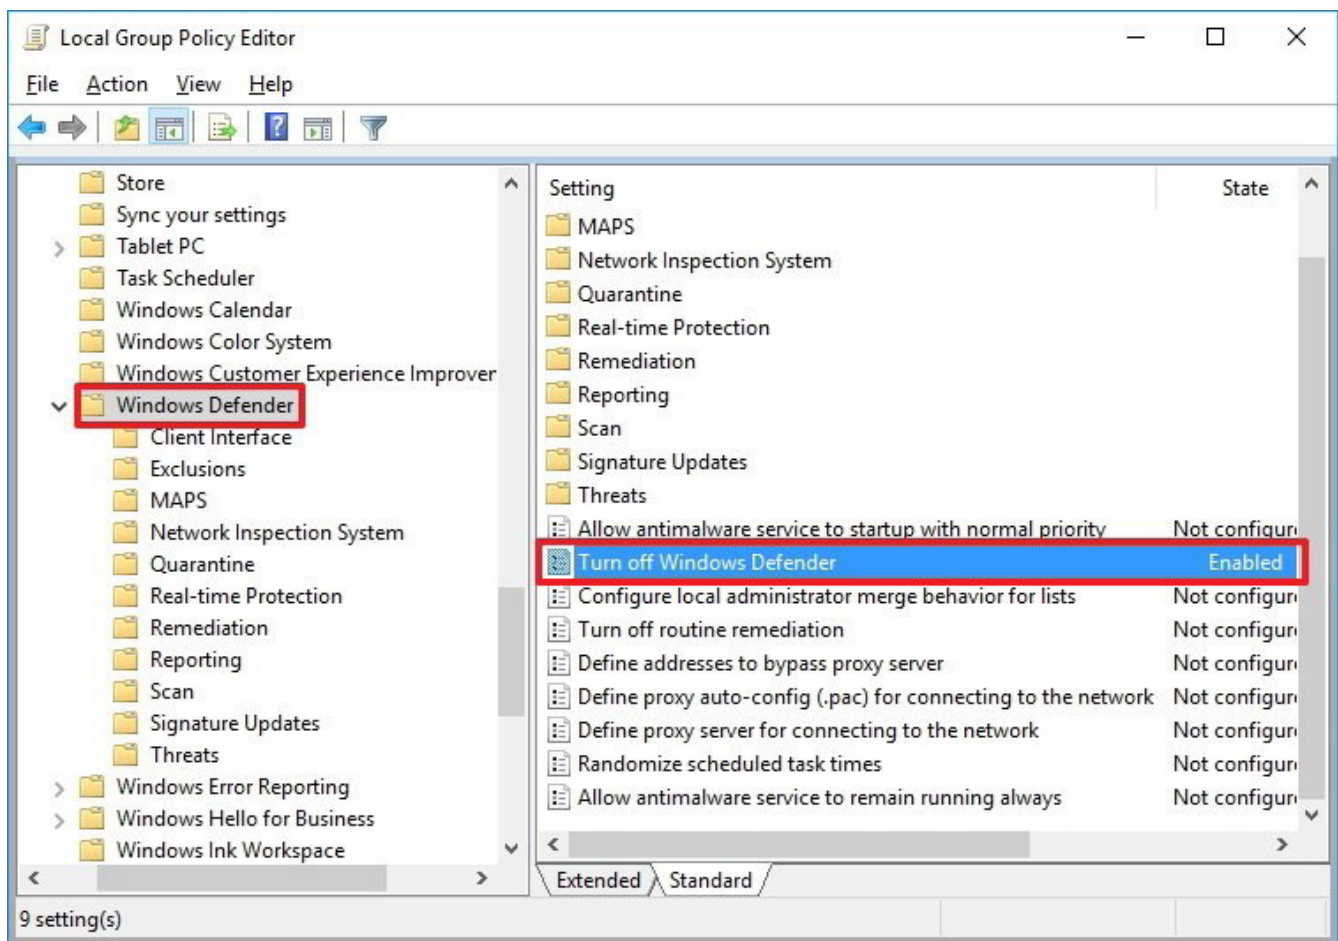 Local Group Policy Editor
File Action View Help
Store
Sync your settings
Tablet PC
Task Scheduler
Windows Calendar
Windows Color System
Windows Customer Experience Improver
Windows Defender
Client Interface
Exclusions
MAPS
Network Inspection System
Quarantine
Real-time Protection
Remediation
Reporting
Scan
Signature Updates
Threats
Windows Error Reporting
Windows Hello for Business
Windows Ink Workspace
Setting State
MAPS
Network Inspection System
Quarantine
Real-time Protection
Remediation
Reporting
Scan
Signature Updates
Threats
Allow antimalware service to startup with normal priority Not configur
Turn off Windows Defender Enabled
Configure local administrator merge behavior for lists Not configur
Turn off routine remediation Not configur
Define addresses to bypass proxy server Not configur
Define proxy auto-config (.pac) for connecting to the network Not configur
Define proxy server for connecting to the network Not configur
Randomize scheduled task times Not configur
Allow antimalware service to remain running always Not configur
Extended Standard
9 setting(s)